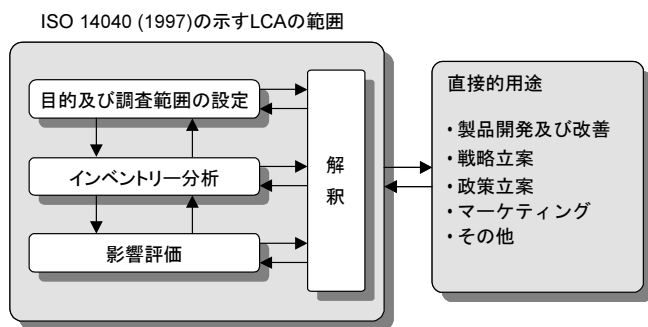 ISO 14040 (1997)の示すLCAの範囲
目的及び調査範囲の設定
インベントリー分析
影響評価
解
釈
直接的用途
・製品開発及び改善
・戦略立案
・政策立案
・マーケティング
・その他